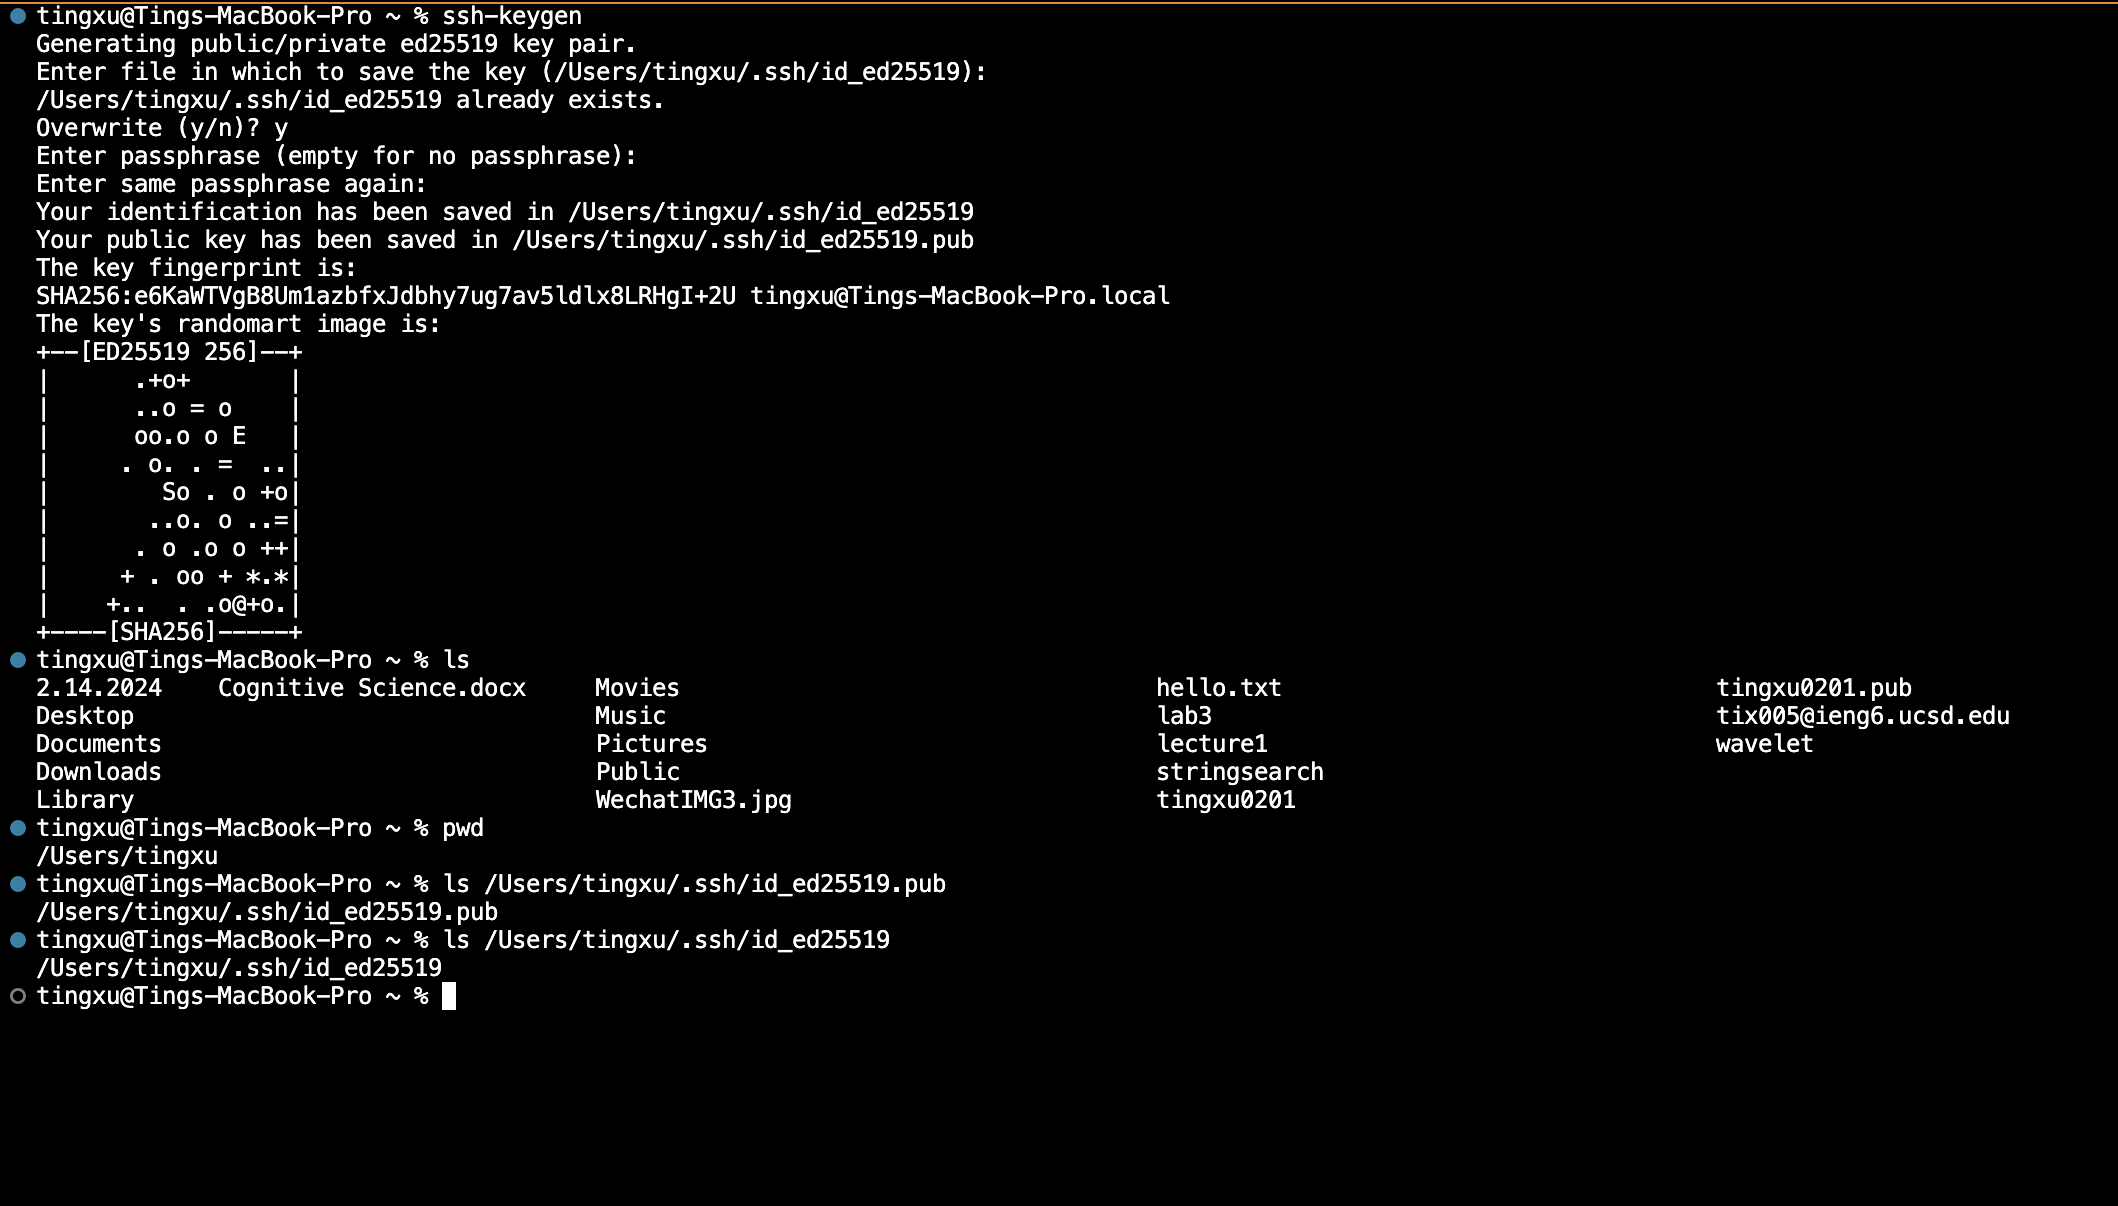 tingxu@Tings-MacBook-Pro ~ % ssh-keygen
Generating public/private ed25519 key pair.
Enter file in which to save the key (/Users/tingxu/.ssh/id_ed25519):
/Users/tingxu/.ssh/id_ed25519 already exists.
Overwrite (y/n)? y
Enter passphrase (empty for no passphrase):
Enter same passphrase again:
Your identification has been saved in /Users/tingxu/.ssh/id_ed25519
Your public key has been saved in /Users/tingxu/.ssh/id_ed25519.pub
The key fingerprint is:
SHA256:e6KaWTVgB8Um1azbfxJdbhy7ug7av5ldlx8LRHgI+2U tingxu@Tings-MacBook-Pro.local
The key's randomart image is:
+--[ED25519 256]--+
|      .+o+       |
|      ..o = o    |
|      oo.o o E   |
|     . o. . =  ..|
|        So . o +o|
|       ..o. o ..=|
|      . o .o o ++|
|     + . oo + *.*|
|    +..  . .o@+o.|
+----[SHA256]-----+
tingxu@Tings-MacBook-Pro ~ % ls
2.14.2024    Cognitive Science.docx     Movies                                  hello.txt                               tingxu0201.pub
Desktop                                 Music                                   lab3                                    tix005@ieng6.ucsd.edu
Documents                               Pictures                                lecture1                                wavelet
Downloads                               Public                                  stringsearch
Library                                 WechatIMG3.jpg                          tingxu0201
tingxu@Tings-MacBook-Pro ~ % pwd
/Users/tingxu
tingxu@Tings-MacBook-Pro ~ % ls /Users/tingxu/.ssh/id_ed25519.pub
/Users/tingxu/.ssh/id_ed25519.pub
tingxu@Tings-MacBook-Pro ~ % ls /Users/tingxu/.ssh/id_ed25519
/Users/tingxu/.ssh/id_ed25519
tingxu@Tings-MacBook-Pro ~ %